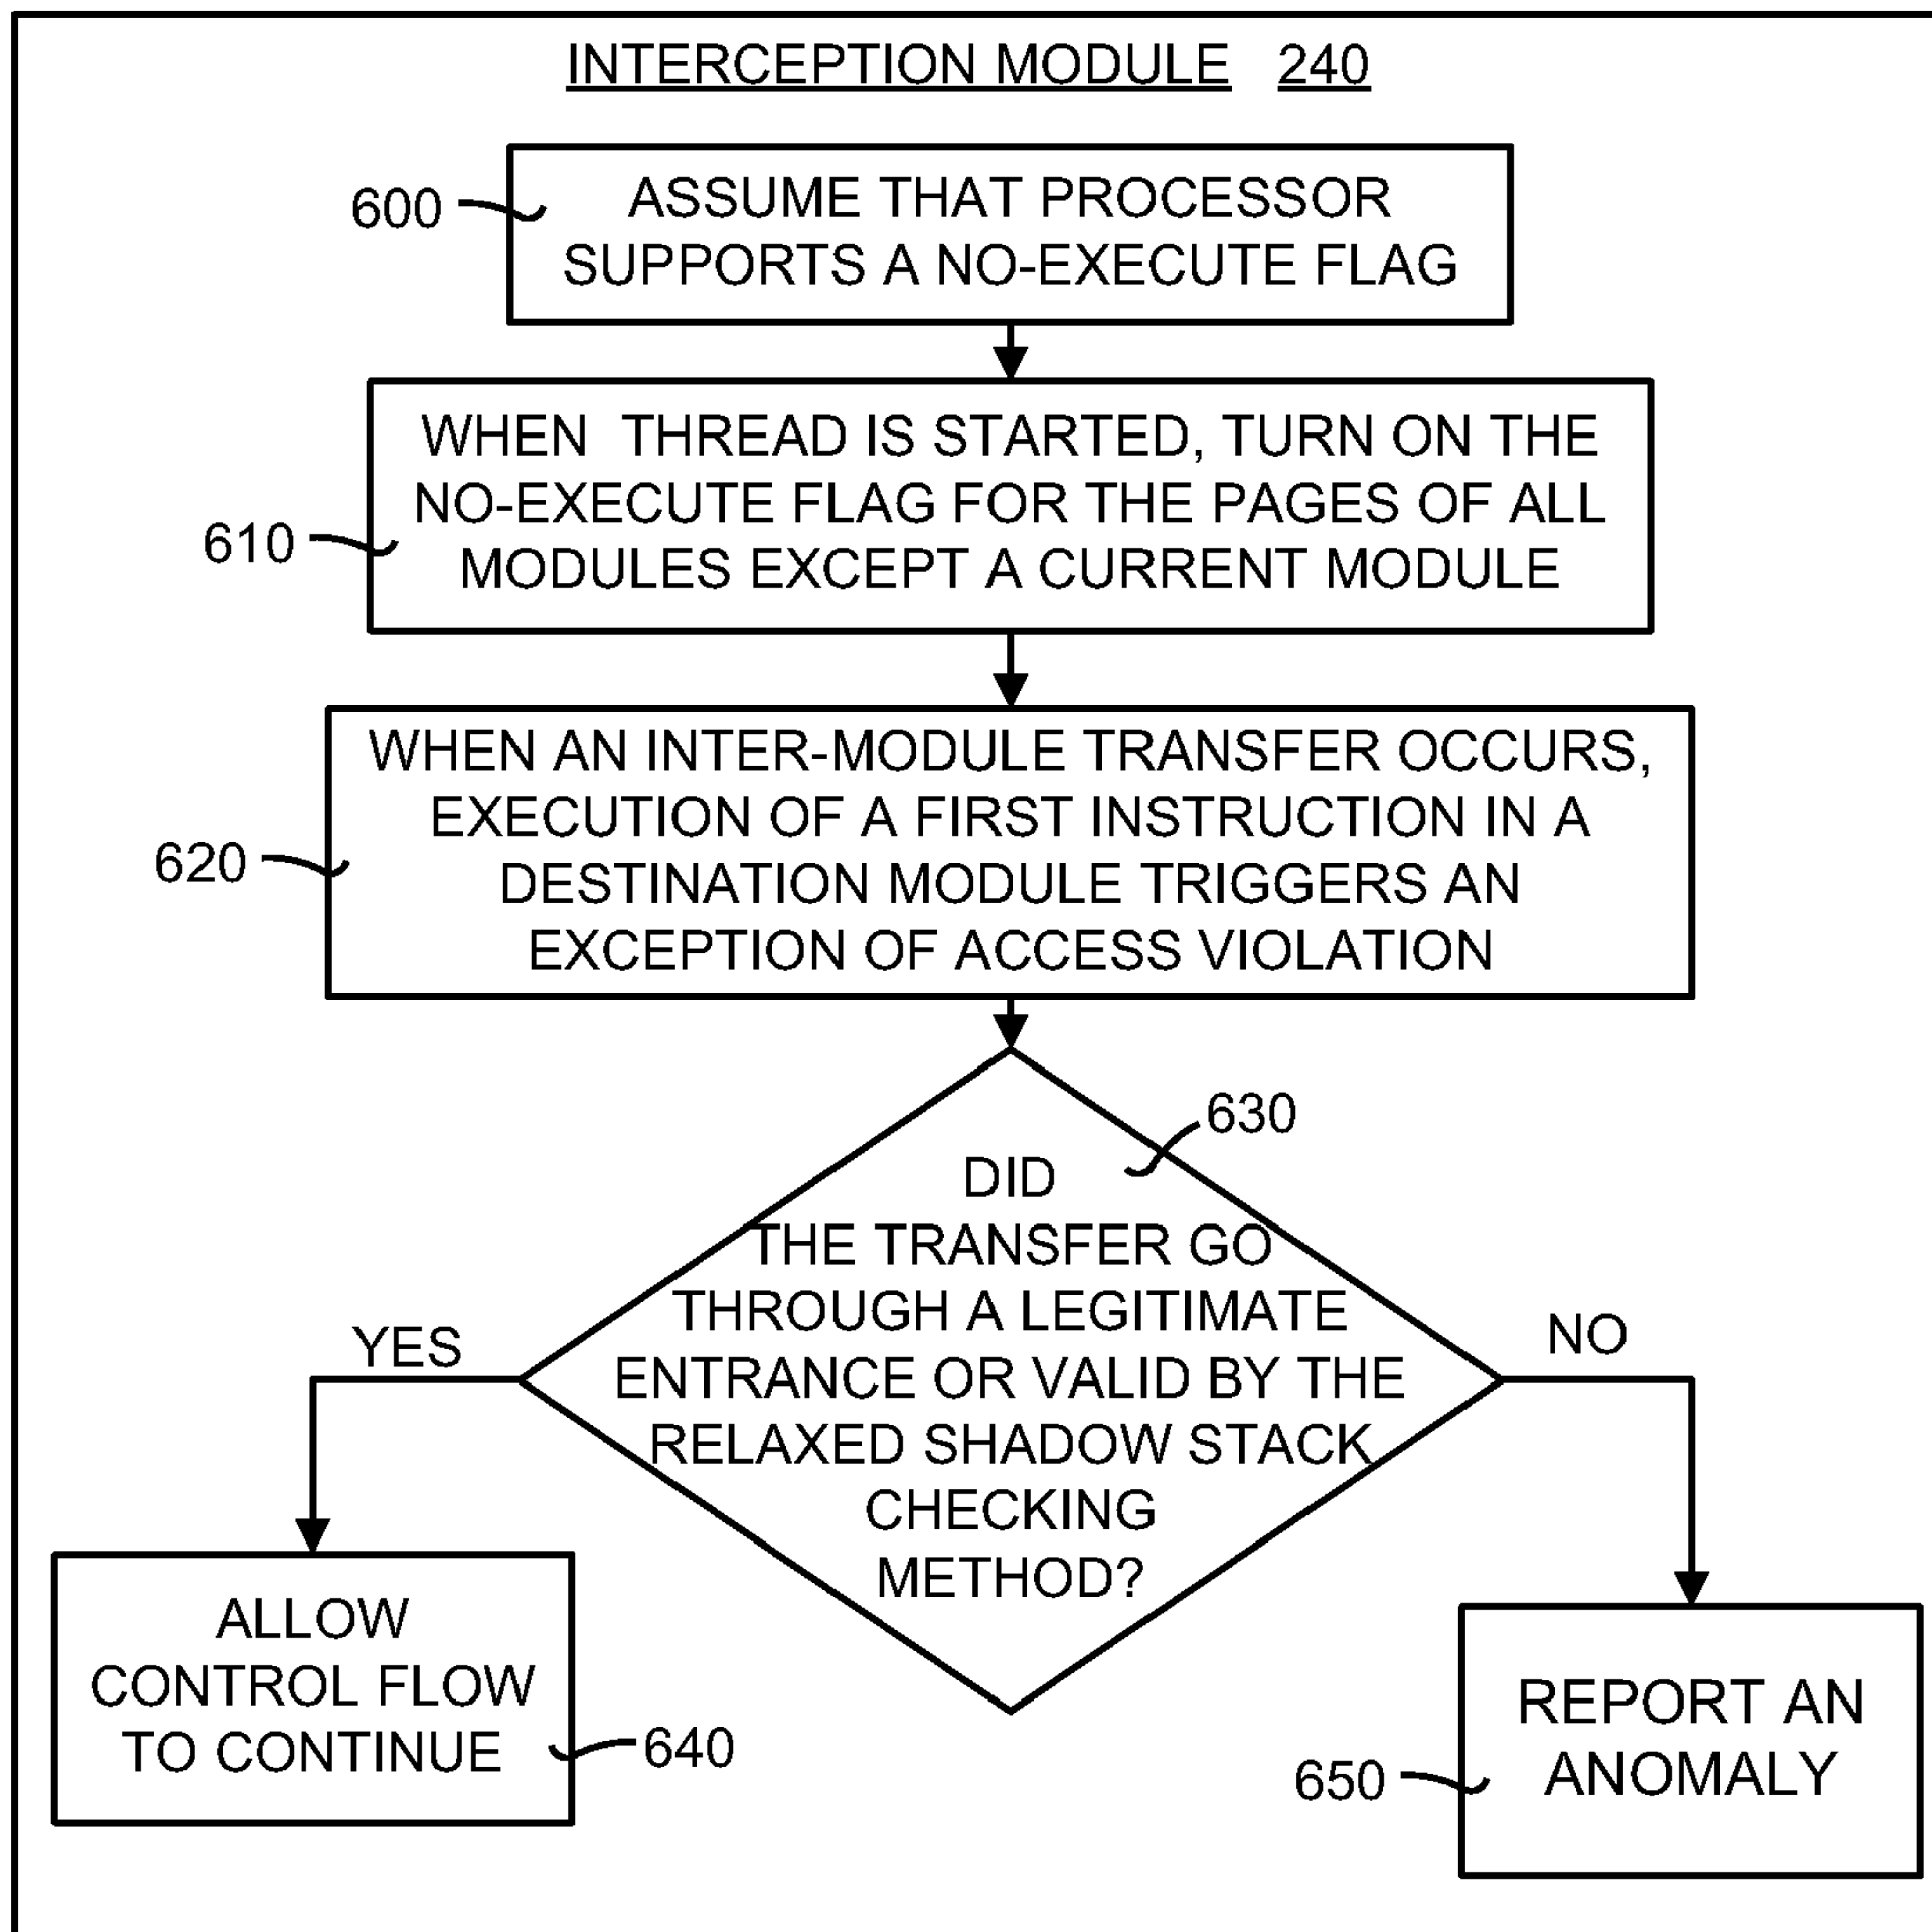 INTERCEPTION MODULE 240
600
ASSUME THAT PROCESSOR
SUPPORTS A NO-EXECUTE FLAG
610
WHEN THREAD IS STARTED, TURN ON THE
NO-EXECUTE FLAG FOR THE PAGES OF ALL
MODULES EXCEPT A CURRENT MODULE
620
WHEN AN INTER-MODULE TRANSFER OCCURS,
EXECUTION OF A FIRST INSTRUCTION IN A
DESTINATION MODULE TRIGGERS AN
EXCEPTION OF ACCESS VIOLATION
630
DID
THE TRANSFER GO
THROUGH A LEGITIMATE
ENTRANCE OR VALID BY THE
RELAXED SHADOW STACK
CHECKING
METHOD?
YES
NO
ALLOW
CONTROL FLOW
TO CONTINUE
640
REPORT AN
ANOMALY
650